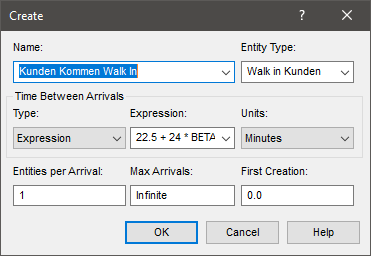 Create ? ×
Name: Entity Type:
Kunden Kommen Walk In Walk in Kunden
Time Between Arrivals
Type: Expression: Units:
Expression 22.5 + 24 * BETA Minutes
Entities per Arrival: Max Arrivals: First Creation:
1 Infinite 0.0
OK Cancel Help